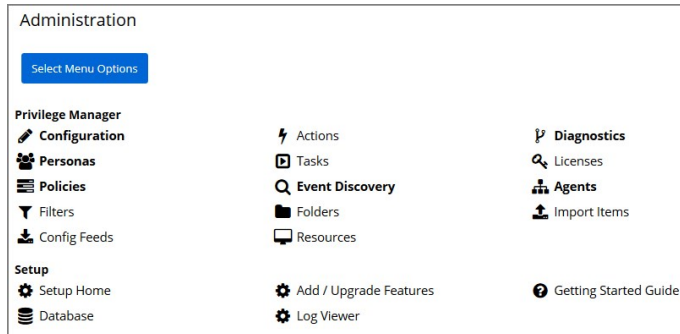 Administration
Select Menu Options
Privilege Manager
Configuration Actions Diagnostics
Personas Tasks Licenses
Policies Event Discovery Agents
Filters Folders Import Items
Config Feeds Resources
Setup
Setup Home Add / Upgrade Features Getting Started Guide
Database Log Viewer